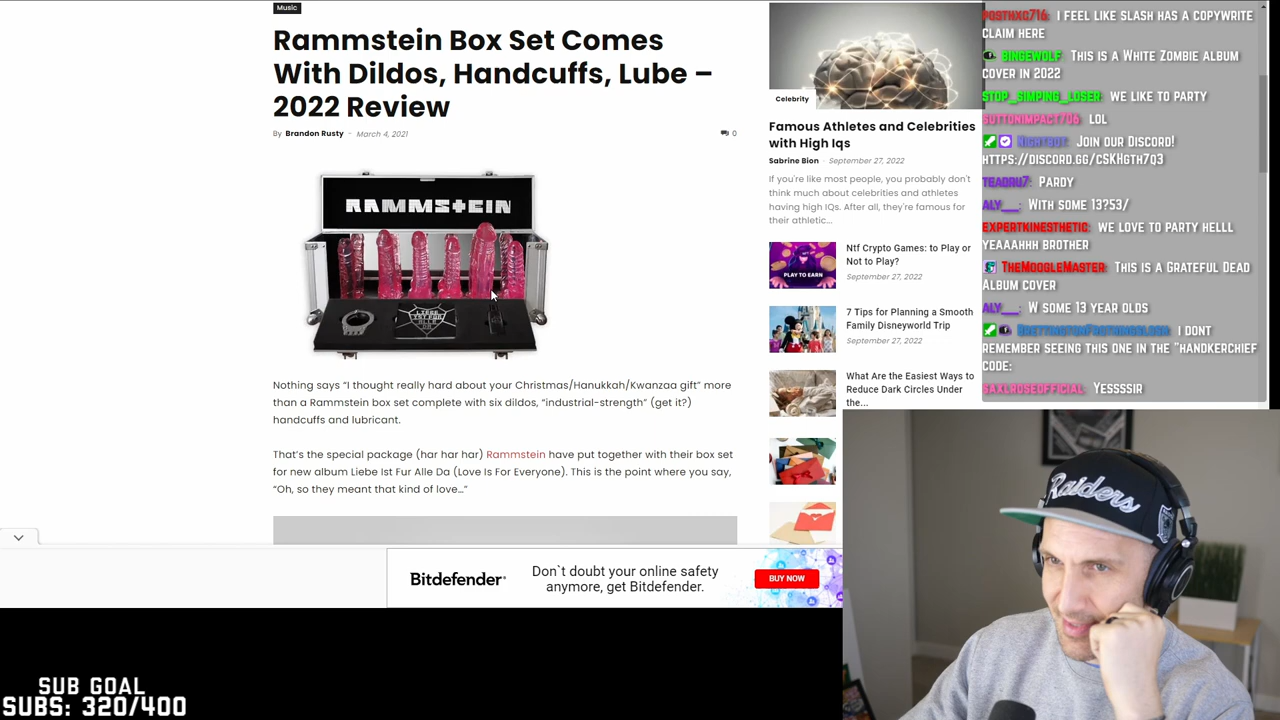 Music
Rammstein Box Set Comes
With Dildos, Handcuffs, Lube –
2022 Review
By Brandon Rusty - March 4, 2021
0
RAMMSTEIN
Nothing says “I thought really hard about your Christmas/Hanukkah/Kwanzaa gift” more
than a Rammstein box set complete with six dildos, “industrial-strength” (get it?)
handcuffs and lubricant.
That’s the special package (har har har) Rammstein have put together with their box set
for new album Liebe Ist Fur Alle Da (Love Is For Everyone). This is the point where you say,
“Oh, so they meant that kind of love…”
Celebrity
Famous Athletes and Celebrities
with High Iqs
Sabrine Bion - September 27, 2022
If you're like most people, you probably don't
think much about celebrities and athletes
having high IQs. After all, they're famous for
their athletic...
PLAY TO EARN
Ntf Crypto Games: to Play or
Not to Play?
September 27, 2022
7 Tips for Planning a Smooth
Family Disneyworld Trip
September 27, 2022
What Are the Easiest Ways to
Reduce Dark Circles Under
the...
Bitdefender
Don`t doubt your online safety
anymore, get Bitdefender.
BUY NOW
POSTHXC716: I FEEL LIKE SLASH HAS A COPYWRITE
CLAIM HERE
BINGEWOLF THIS IS A WHITE ZOMBIE ALBUM
COVER IN 2022
STOP_SIMPING_LOSER: WE LIKE TO PARTY
SUTTONIMPACT706: LOL
NIGHTBOT: JOIN OUR DISCORD!
HTTPS://DISCORD.GG/CSKHGTH7Q3
PARDY
ALY__: WITH SOME 13?53/
EXPERTKINESTHETIC: WE LOVE TO PARTY HELLL
YEAAAHHH BROTHER
THEMOOGLEMASTER: THIS IS A GRATEFUL DEAD
ALBUM COVER
ALY__: W SOME 13 YEAR OLDS
I DONT
REMEMBER SEEING THIS ONE IN THE "HANDKERCHIEF
CODE:
SAXLROSEOFFICIAL: YESSSSIR
Raiders
SUB GOAL
SUBS: 320/400